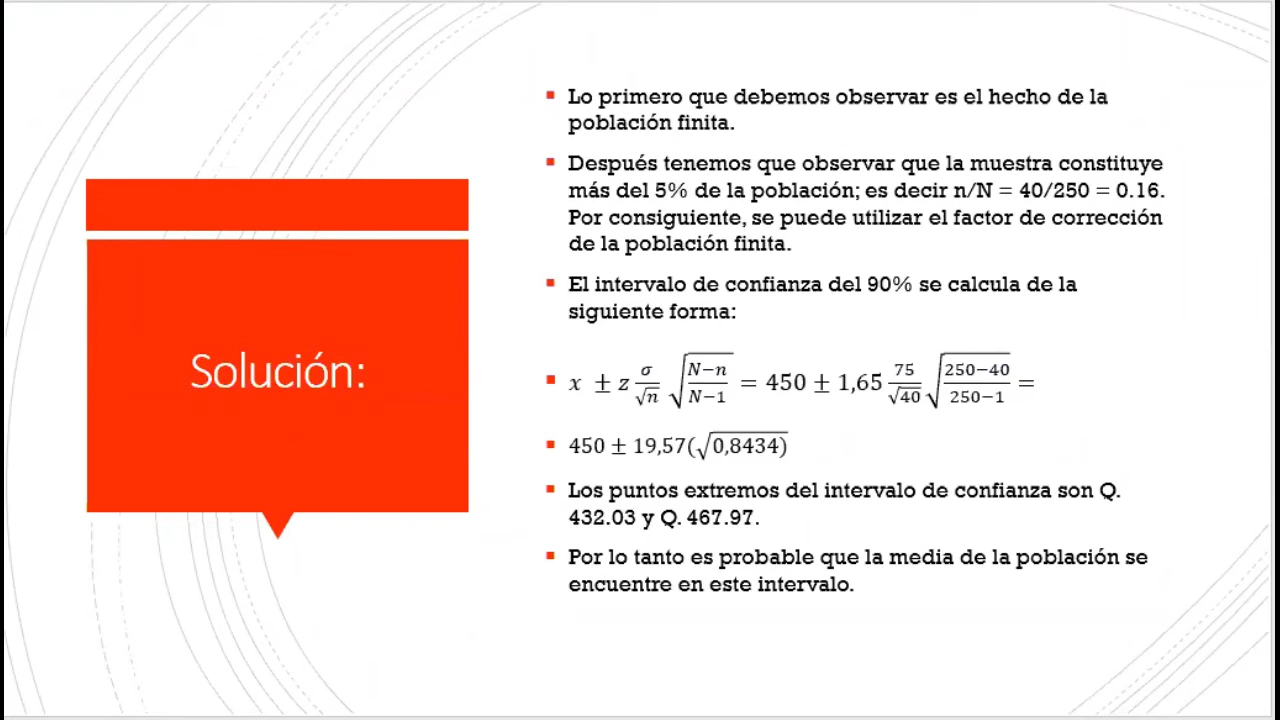 Solución:
Lo primero que debemos observar es el hecho de la
población finita.
Después tenemos que observar que la muestra constituye
más del 5% de la población; es decir n/N = 40/250 = 0.16.
Por consiguiente, se puede utilizar el factor de corrección
de la población finita.
El intervalo de confianza del 90% se calcula de la
siguiente forma:
x ± z σ/√n √(N−n/N−1) = 450 ± 1,65 75/√40 √(250−40/250−1) =
450 ± 19,57(√0,8434)
Los puntos extremos del intervalo de confianza son Q.
432.03 y Q. 467.97.
Por lo tanto es probable que la media de la población se
encuentre en este intervalo.